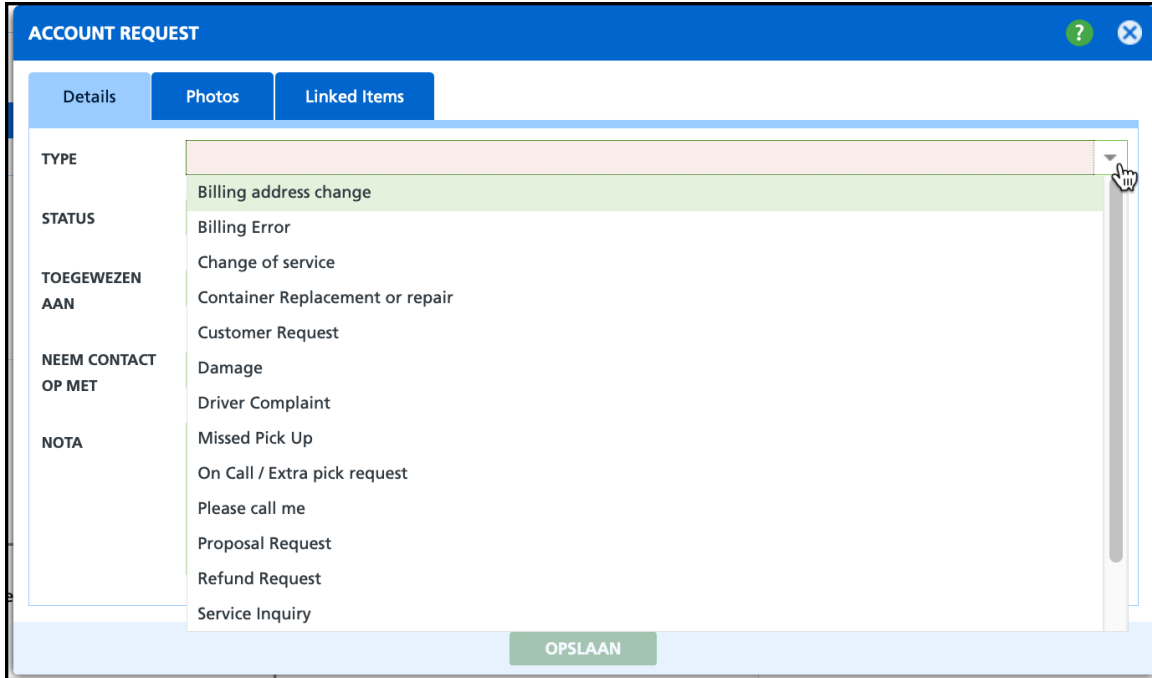 ACCOUNT REQUEST
?
Details
Photos
Linked Items
TYPE
Billing address change
STATUS
Billing Error
Change of service
TOEGEWEZEN
AAN
Container Replacement or repair
Customer Request
NEEM CONTACT
OP MET
Damage
Driver Complaint
NOTA
Missed Pick Up
On Call / Extra pick request
Please call me
Proposal Request
Refund Request
Service Inquiry
OPSLAAN